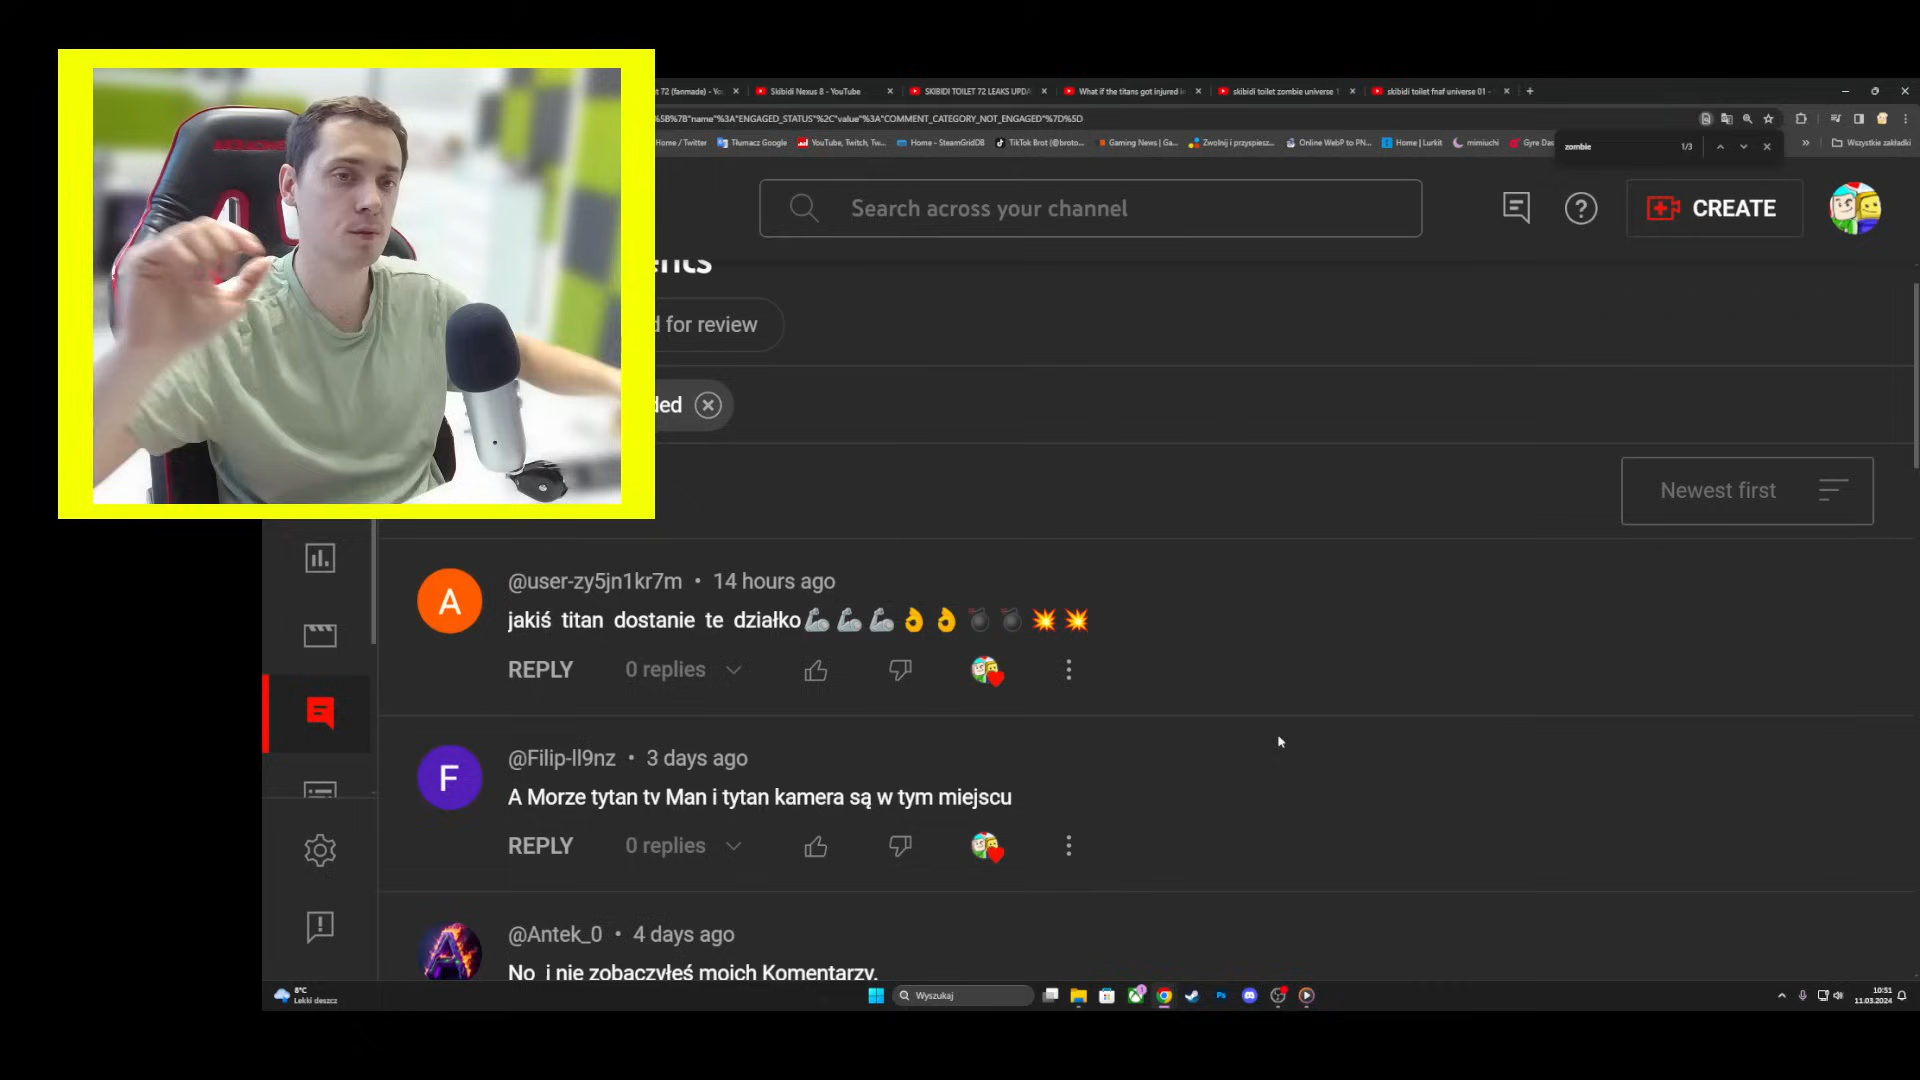 t 72 (fanmade) - Yo
Skibidi Nexus 8 - YouTube
SKIBIDI TOILET 72 LEAKS UPDA
What if the titans got injured i
skibidi toilet zombie universe 1
skibidi toilet fnaf universe 01 -
%5B%7B"name"%3A"ENGAGED_STATUS"%2C"value"%3A"COMMENT_CATEGORY_NOT_ENGAGED"%7D%5D
Home / Twitter
Tłumacz Google
YouTube, Twitch, Tw...
Home - SteamGridDB
TikTok Brot (@broto...
Gaming News | Ga...
Zwolnij i przyspiesz...
Online WebP to PN...
Home | Lurkit
mimiuchi
Gyre Das
zombie
1/3
Wszystkie zakładki
Search across your channel
CREATE
ents
d for review
ded
Newest first
@user-zy5jn1kr7m • 14 hours ago
jakiś titan dostanie te działko🦾🦾🦾👌👌💣💣💥💥
REPLY 0 replies
@Filip-ll9nz • 3 days ago
A Morze tytan tv Man i tytan kamera są w tym miejscu
REPLY 0 replies
@Antek_0 • 4 days ago
No i nie zobaczyłeś moich Komentarzy.
8°C
Lekki deszcz
Wyszukaj
10:51
11.03.2024